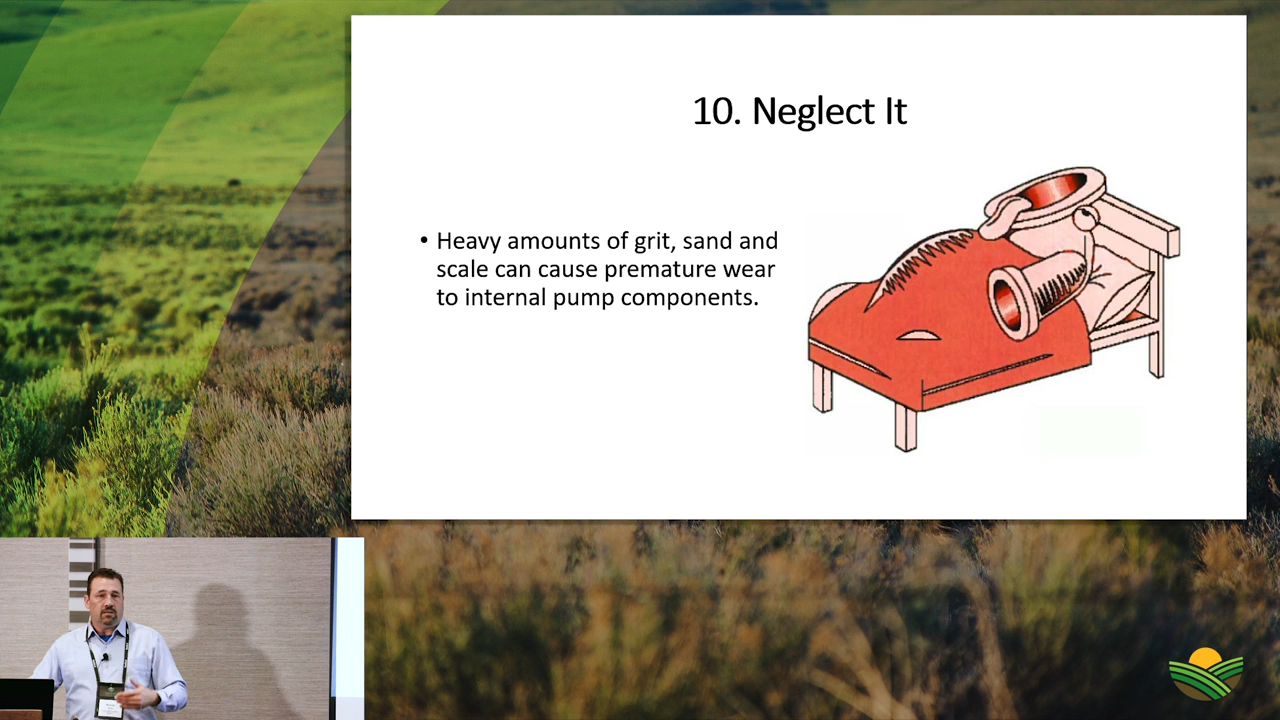 10. Neglect It
• Heavy amounts of grit, sand and
scale can cause premature wear
to internal pump components.